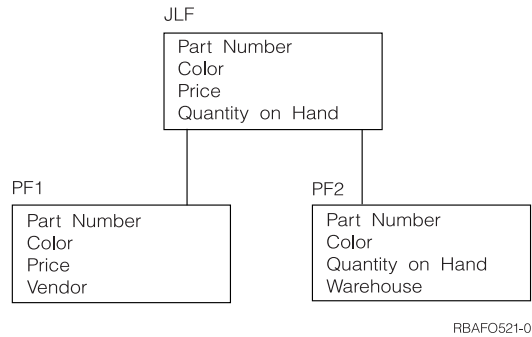 JLF
Part Number
Color
Price
Quantity on Hand
PF1
Part Number
Color
Price
Vendor
PF2
Part Number
Color
Quantity on Hand
Warehouse
RBAFO521-0